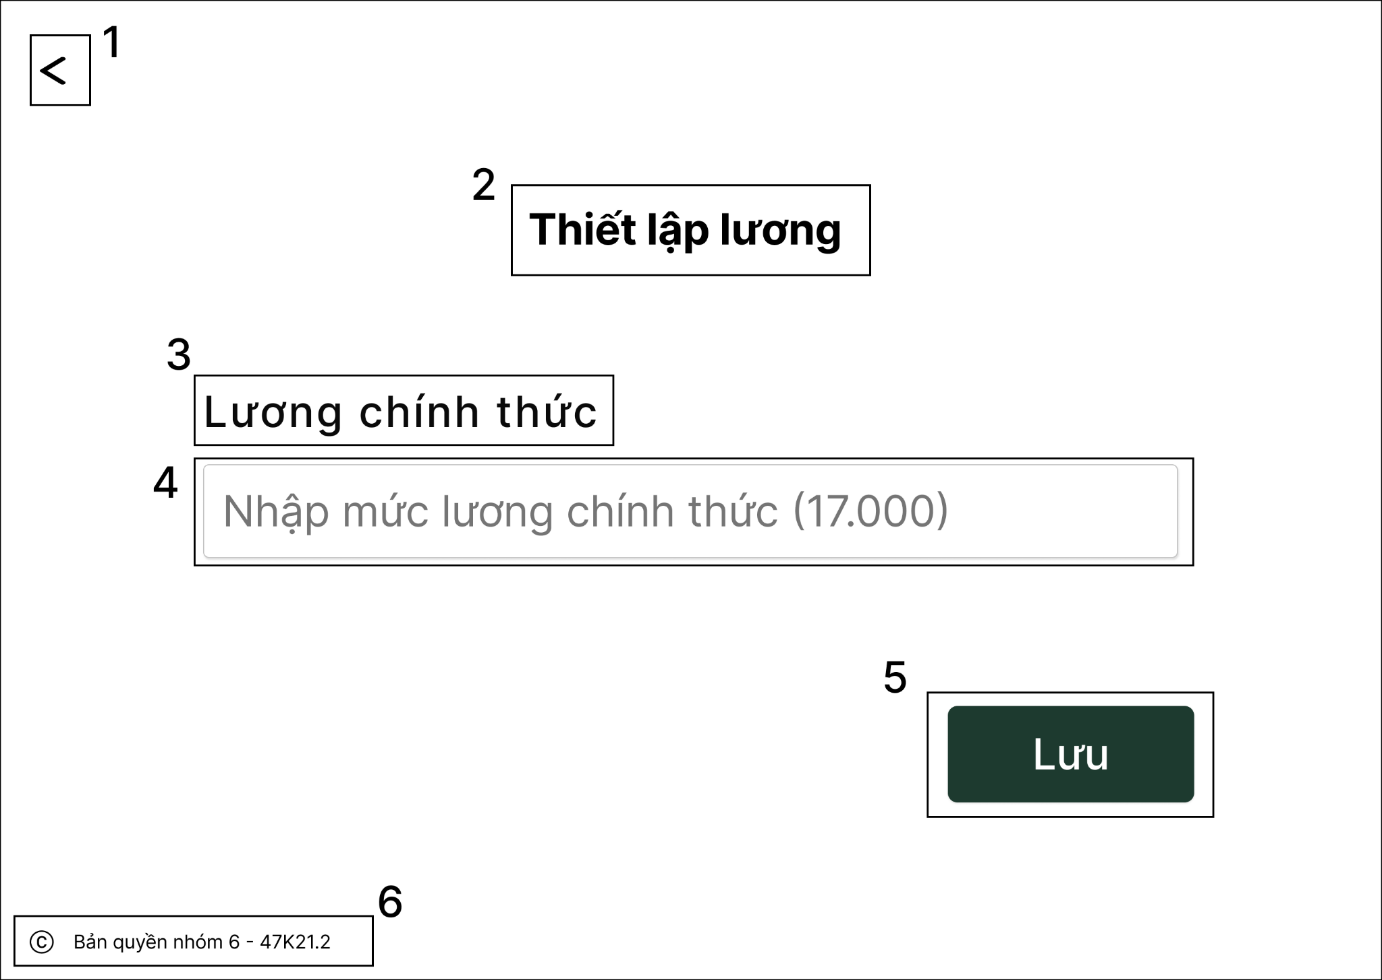 < 1
2
Thiết lập lương
3
Lương chính thức
4
Nhập mức lương chính thức (17.000)
5
Lưu
6
© Bản quyền nhóm 6 - 47K21.2